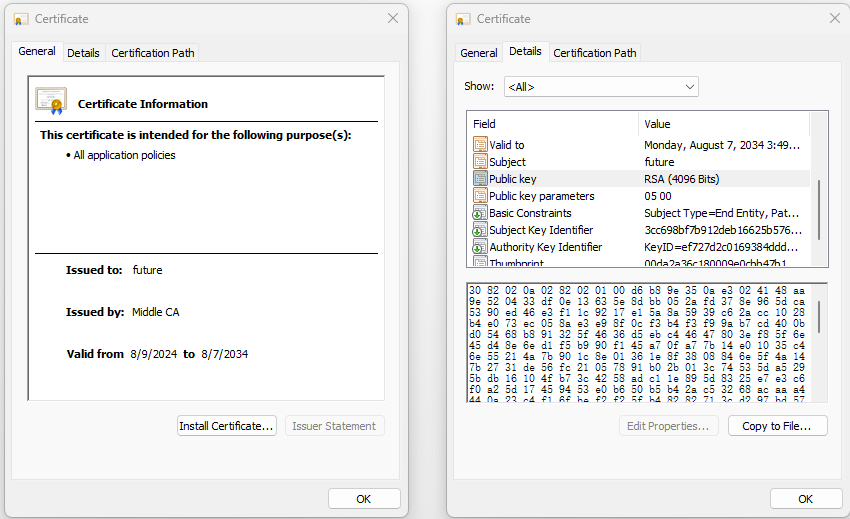 Certificate
General
Details
Certification Path
Certificate Information
This certificate is intended for the following purpose(s):
• All application policies
Issued to: future
Issued by: Middle CA
Valid from 8/9/2024 to 8/7/2034
Install Certificate...
Issuer Statement
OK
Certificate
General
Details
Certification Path
Show: <All>
Field Value
Valid to Monday, August 7, 2034 3:49...
Subject future
Public key RSA (4096 Bits)
Public key parameters 05 00
Basic Constraints Subject Type=End Entity, Pat...
Subject Key Identifier 3cc698bf7b912deb16625b576...
Authority Key Identifier KeyID=ef727d2c0169384ddd...
Thumbprint 00da2a36c180009e0cbb47b1
30 82 02 0a 02 82 02 01 00 d6 b8 9e 35 0a e3 02 41 48 aa
9e 52 04 33 df 0e 13 63 5e 8d bb 05 2a fd 37 8e 96 5d ca
53 90 ed 46 e3 f1 1c 92 17 e1 5a 8a 59 39 c6 2a cc 10 28
b4 e0 73 ec 05 8a e3 e9 8f 0c f3 b4 f3 f9 9a b7 cd 40 0b
d0 54 68 b8 91 32 5f 46 36 d5 eb c4 46 47 80 3e f8 5f 6e
45 d4 8e 6e d1 f5 b9 90 f1 45 a7 0f a7 7b 14 e0 10 35 c4
6e 55 21 4a 7b 90 1c 8e 01 36 1e 8f 38 08 84 6e 5f 4a 14
7b 27 31 de 56 fc 21 05 78 91 b0 2b 01 3c 74 53 5d a5 29
5b db 16 10 4f b7 3c 42 58 ad c1 1e 89 5d 83 25 e7 e3 c6
f0 a2 5d 17 45 94 53 e0 b6 50 b5 b4 2a c5 32 68 ac aa a4
44 0a 23 c4 f1 6f be f2 f2 5f b4 82 82 71 3c d2 97 bd 57
Edit Properties...
Copy to File...
OK